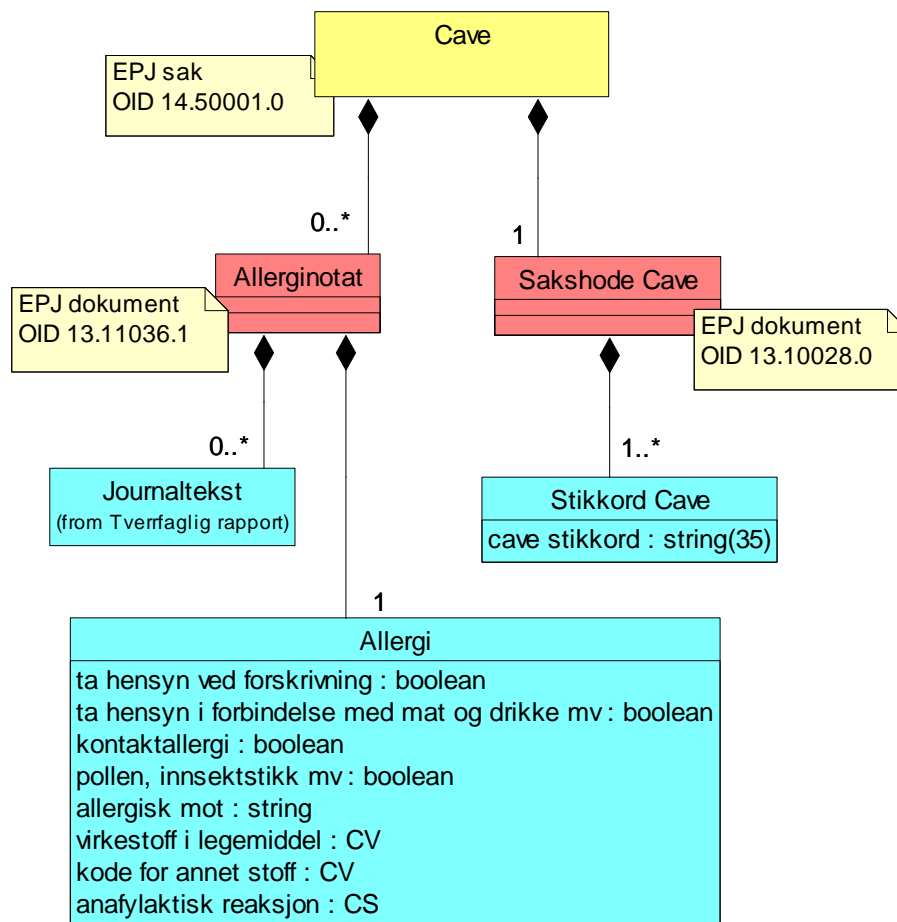 Cave
EPJ sak
OID 14.50001.0
0..*
1
Allerginotat
Sakshode Cave
EPJ dokument
OID 13.11036.1
EPJ dokument
OID 13.10028.0
0..*
1..*
Journaltekst
(from Tverrfaglig rapport)
Stikkord Cave
cave stikkord : string(35)
1
Allergi
ta hensyn ved forskrivning : boolean
ta hensyn i forbindelse med mat og drikke mv : boolean
kontaktallergi : boolean
pollen, innsektstikk mv : boolean
allergisk mot : string
virkestoff i legemiddel : CV
kode for annet stoff : CV
anafylaktisk reaksjon : CS